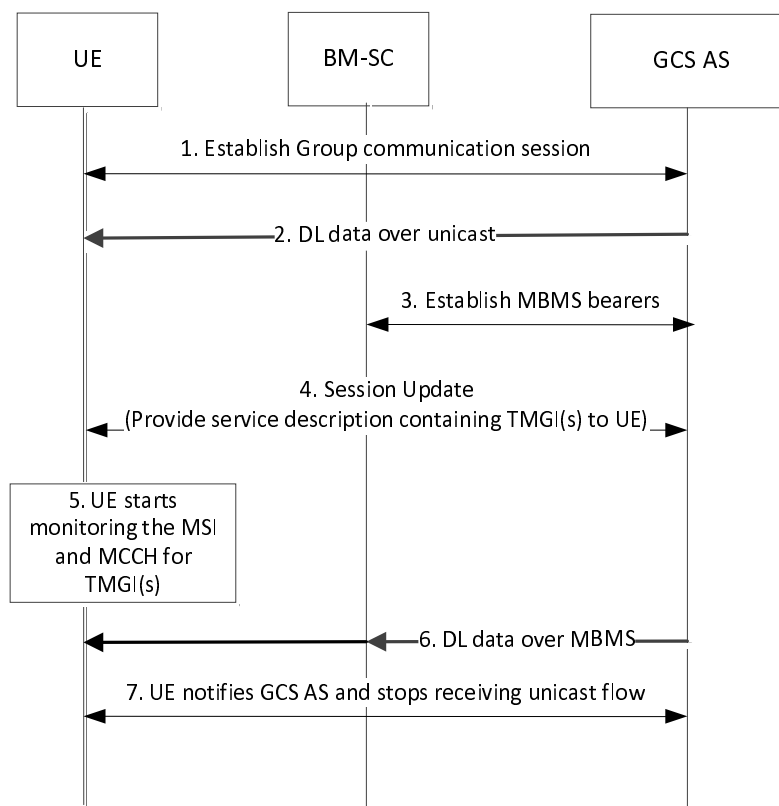 UE
BM-SC
GCS AS
1. Establish Group communication session
2. DL data over unicast
3. Establish MBMS bearers
4. Session Update
(Provide service description containing TMGI(s) to UE)
5. UE starts
monitoring the MSI
and MCCH for
TMGI(s)
6. DL data over MBMS
7. UE notifies GCS AS and stops receiving unicast flow